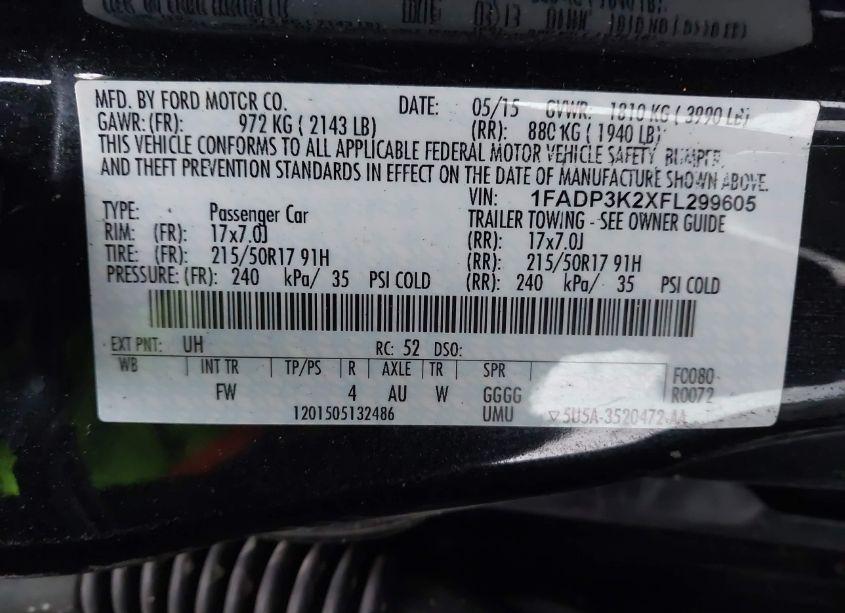 MFD. BY FORD MOTOR CO. DATE: 05/15 GVWR: 1810 KG ( 3990 LB)
GAWR: (FR): 972 KG ( 2143 LB) (RR): 880 KG ( 1940 LB)
THIS VEHICLE CONFORMS TO ALL APPLICABLE FEDERAL MOTOR VEHICLE SAFETY, BUMPER,
AND THEFT PREVENTION STANDARDS IN EFFECT ON THE DATE OF MANUFACTURE SHOWN ABOVE.
VIN: 1FADP3K2XFL299605
TYPE: Passenger Car TRAILER TOWING - SEE OWNER GUIDE
RIM: (FR): 17x7.0J (RR): 17x7.0J
TIRE: (FR): 215/50R17 91H (RR): 215/50R17 91H
PRESSURE: (FR): 240 kPa/ 35 PSI COLD (RR): 240 kPa/ 35 PSI COLD
EXT PNT: UH RC: 52 DSO:
WB INT TR TP/PS R AXLE TR SPR F0080
FW 4 AU W GGGG R0072
1201505132486 UMU ▽5U5A-3520472-AA